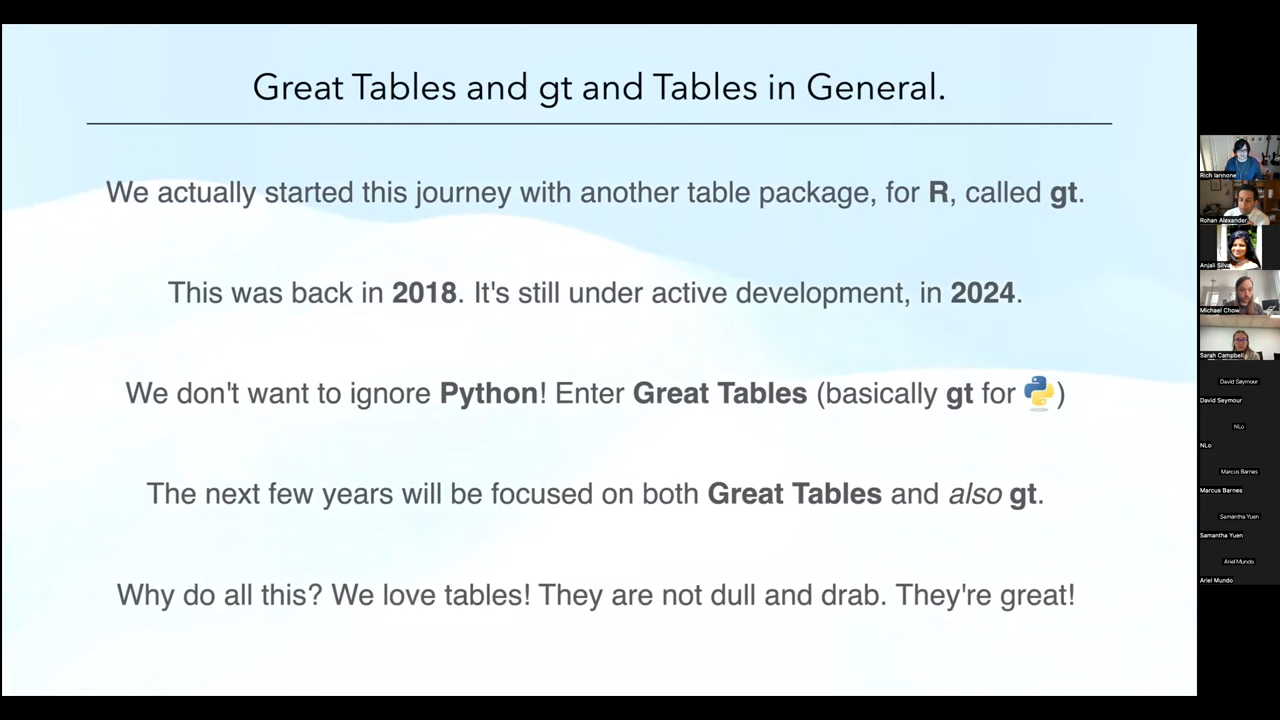 Great Tables and gt and Tables in General.
We actually started this journey with another table package, for R, called gt.
This was back in 2018. It's still under active development, in 2024.
We don't want to ignore Python! Enter Great Tables (basically gt for )
The next few years will be focused on both Great Tables and also gt.
Why do all this? We love tables! They are not dull and drab. They're great!
Rich Iannone
Rohan Alexander
Anjali Silva
Michael Chow
Sarah Campbell
David Seymour
David Seymour
NLo
NLo
Marcus Barnes
Marcus Barnes
Samantha Yuen
Samantha Yuen
Ariel Mundo
Ariel Mundo